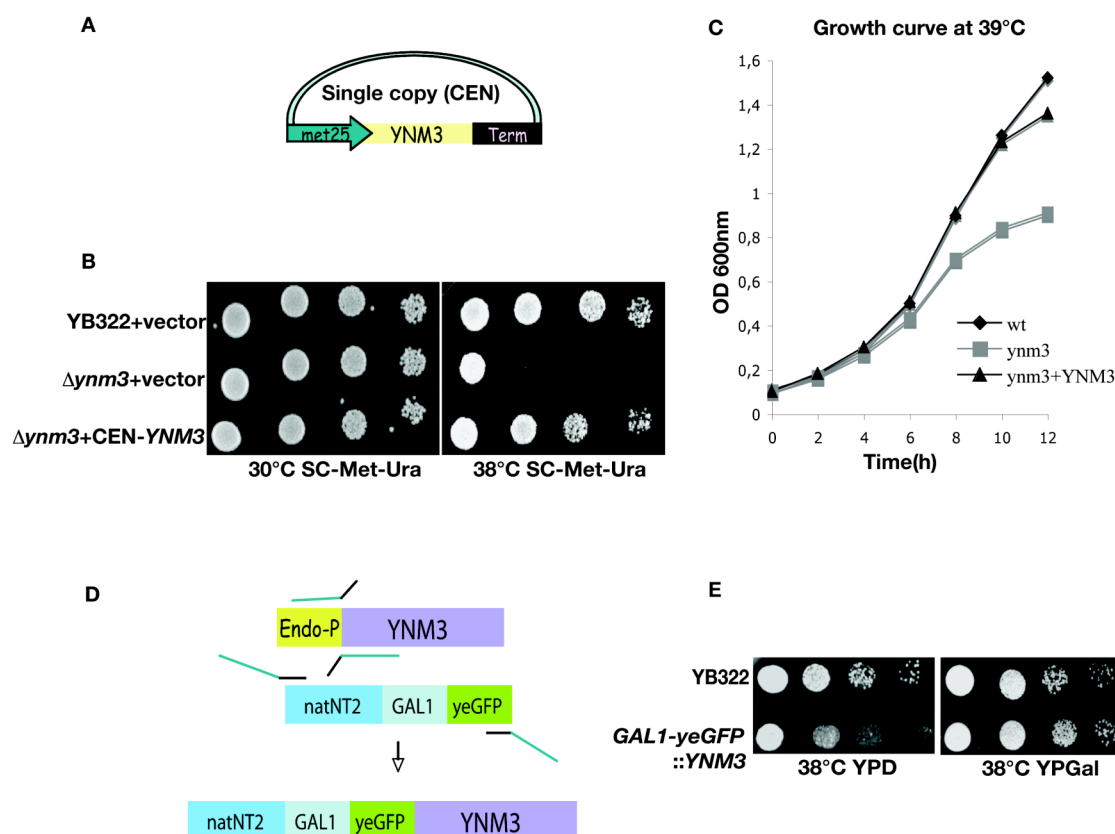 A
Single copy (CEN)
met25 YNM3 Term
B
YB322+vector
Δynm3+vector
Δynm3+CEN-YNM3
30°C SC-Met-Ura
38°C SC-Met-Ura
C
Growth curve at 39°C
OD 600nm
1,6
1,4
1,2
1
0,8
0,6
0,4
0,2
0
0 2 4 6 8 10 12
Time(h)
wt
ynm3
ynm3+YNM3
D
Endo-P YNM3
natNT2 GAL1 yeGFP
natNT2 GAL1 yeGFP YNM3
E
YB322
GAL1-yeGFP
::YNM3
38°C YPD
38°C YPGal